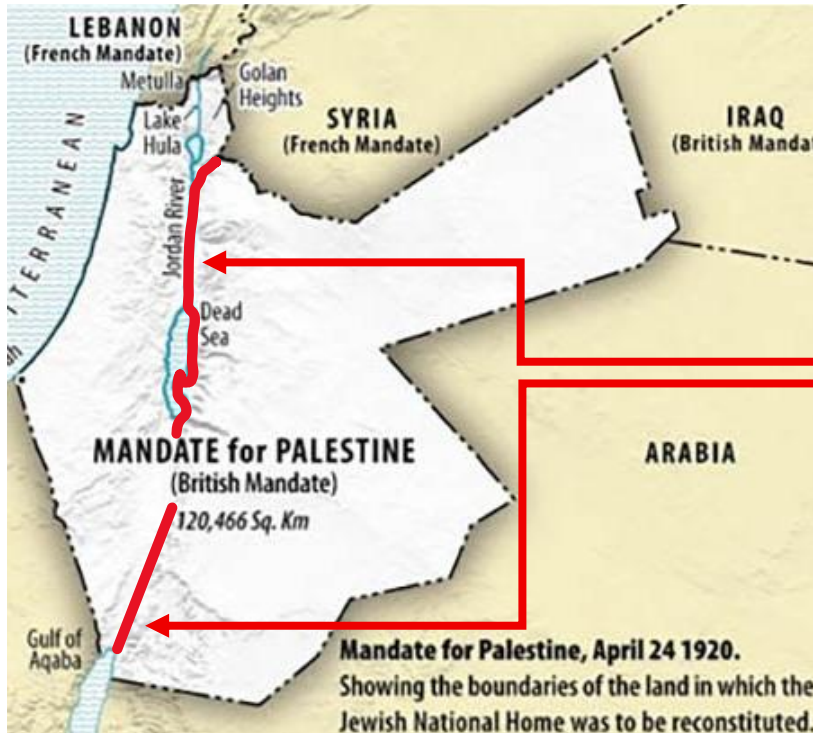 LEBANON
(French Mandate)
Metulla
Golan
Heights
Lake
Hula
SYRIA
(French Mandate)
IRAQ
(British Mandat
TERRANEAN
Jordan River
Dead
Sea
MANDATE for PALESTINE
(British Mandate)
120,466 Sq. Km
ARABIA
Gulf of
Aqaba
Mandate for Palestine, April 24 1920.
Showing the boundaries of the land in which the
Jewish National Home was to be reconstituted.